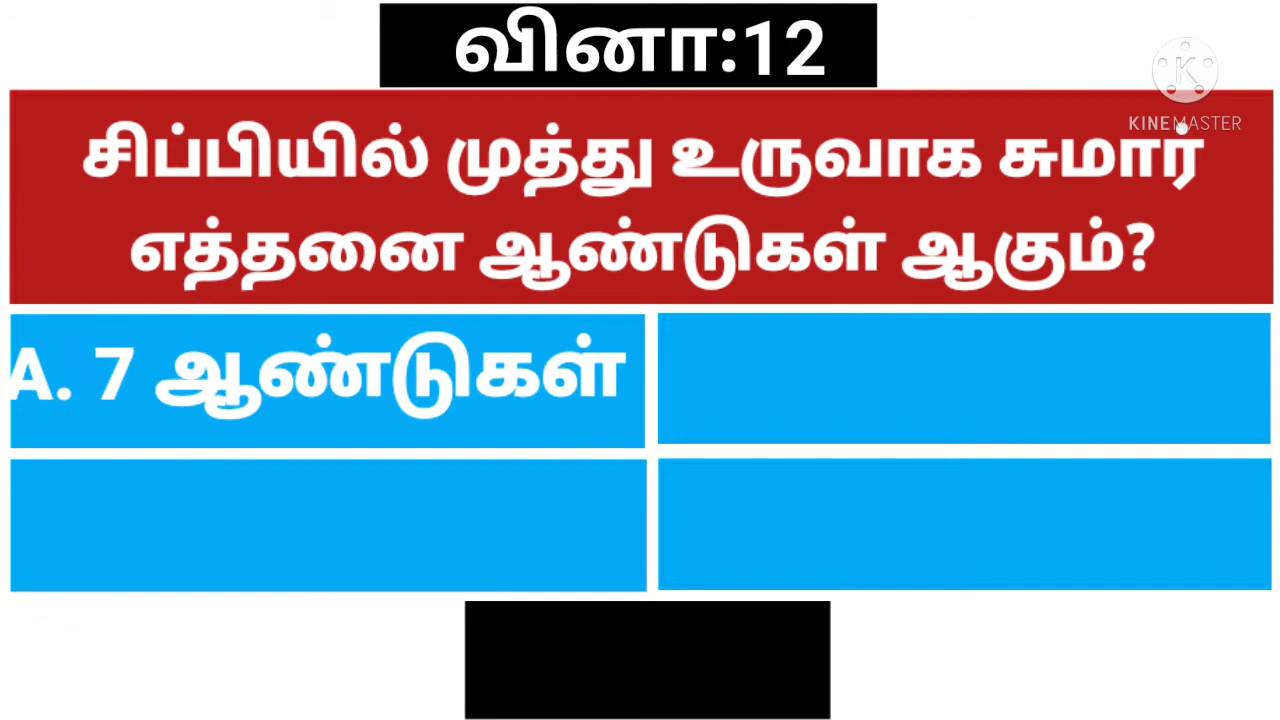 வினா:12
K
KINEMASTER
சிப்பியில் முத்து உருவாக சுமார்
எத்தனை ஆண்டுகள் ஆகும்?
A. 7 ஆண்டுகள்